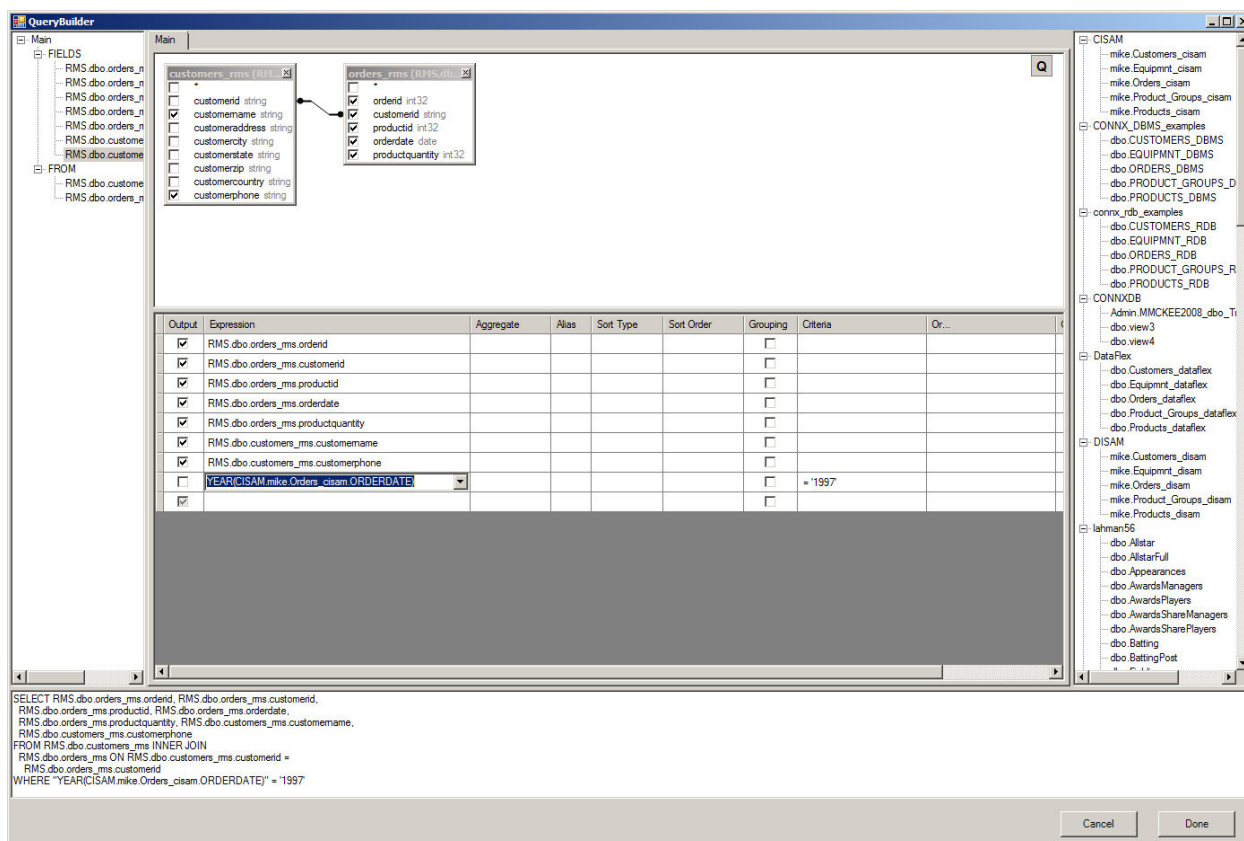 QueryBuilder
Main
FIELDS
RMS.dbo.orders_r
RMS.dbo.orders_r
RMS.dbo.orders_r
RMS.dbo.orders_r
RMS.dbo.orders_r
RMS.dbo.custome
RMS.dbo.custome
FROM
RMS.dbo.custome
RMS.dbo.orders_r
Main
customers_rms (RM...
*
customerid string
customername string
customeraddress string
customercity string
customerstate string
customerzip string
customercountry string
customerphone string
orders_rms (RMS.db...
*
orderid int32
customerid string
productid int32
orderdate date
productquantity int32
Q
Output Expression Aggregate Alias Sort Type Sort Order Grouping Criteria Or...
RMS.dbo.orders_rms.orderid
RMS.dbo.orders_rms.customerid
RMS.dbo.orders_rms.productid
RMS.dbo.orders_rms.orderdate
RMS.dbo.orders_rms.productquantity
RMS.dbo.customers_rms.customername
RMS.dbo.customers_rms.customerphone
YEAR(CISAM.mike.Orders_cisam.ORDERDATE) = '1997'
CISAM
mike.Customers_cisam
mike.Equipmnt_cisam
mike.Orders_cisam
mike.Product_Groups_cisam
mike.Products_cisam
CONNX_DBMS_examples
dbo.CUSTOMERS_DBMS
dbo.EQUIPMNT_DBMS
dbo.ORDERS_DBMS
dbo.PRODUCT_GROUPS_D
dbo.PRODUCTS_DBMS
connx_rdb_examples
dbo.CUSTOMERS_RDB
dbo.EQUIPMNT_RDB
dbo.ORDERS_RDB
dbo.PRODUCT_GROUPS_R
dbo.PRODUCTS_RDB
CONNXDB
Admin.MMCKEE2008_dbo_Tr
dbo.view3
dbo.view4
DataFlex
dbo.Customers_dataflex
dbo.Equipmnt_dataflex
dbo.Orders_dataflex
dbo.Product_Groups_dataflex
dbo.Products_dataflex
DISAM
mike.Customers_disam
mike.Equipmnt_disam
mike.Orders_disam
mike.Product_Groups_disam
mike.Products_disam
lahman56
dbo.Allstar
dbo.AllstarFull
dbo.Appearances
dbo.AwardsManagers
dbo.AwardsPlayers
dbo.AwardsShareManagers
dbo.AwardsSharePlayers
dbo.Batting
dbo.BattingPost
SELECT RMS.dbo.orders_rms.orderid, RMS.dbo.orders_rms.customerid,
RMS.dbo.orders_rms.productid, RMS.dbo.orders_rms.orderdate,
RMS.dbo.orders_rms.productquantity, RMS.dbo.customers_rms.customername,
RMS.dbo.customers_rms.customerphone
FROM RMS.dbo.customers_rms INNER JOIN
RMS.dbo.orders_rms ON RMS.dbo.customers_rms.customerid =
RMS.dbo.orders_rms.customerid
WHERE "YEAR(CISAM.mike.Orders_cisam.ORDERDATE)" = '1997'
Cancel
Done